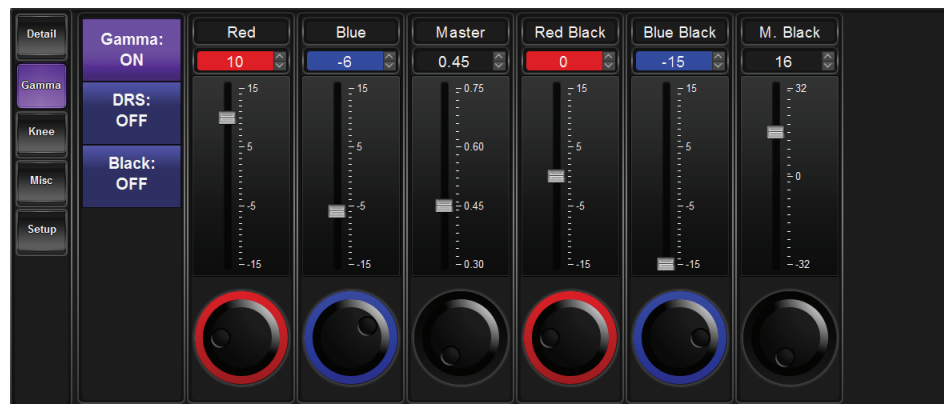 Detail
Gamma
Knee
Misc
Setup
Gamma:
ON
DRS:
OFF
Black:
OFF
Red
10
15
5
-5
-15
Blue
-6
15
5
-5
-15
Master
0.45
0.75
0.60
0.45
0.30
Red Black
0
15
5
-5
-15
Blue Black
-15
15
5
-5
-15
M. Black
16
32
0
-32